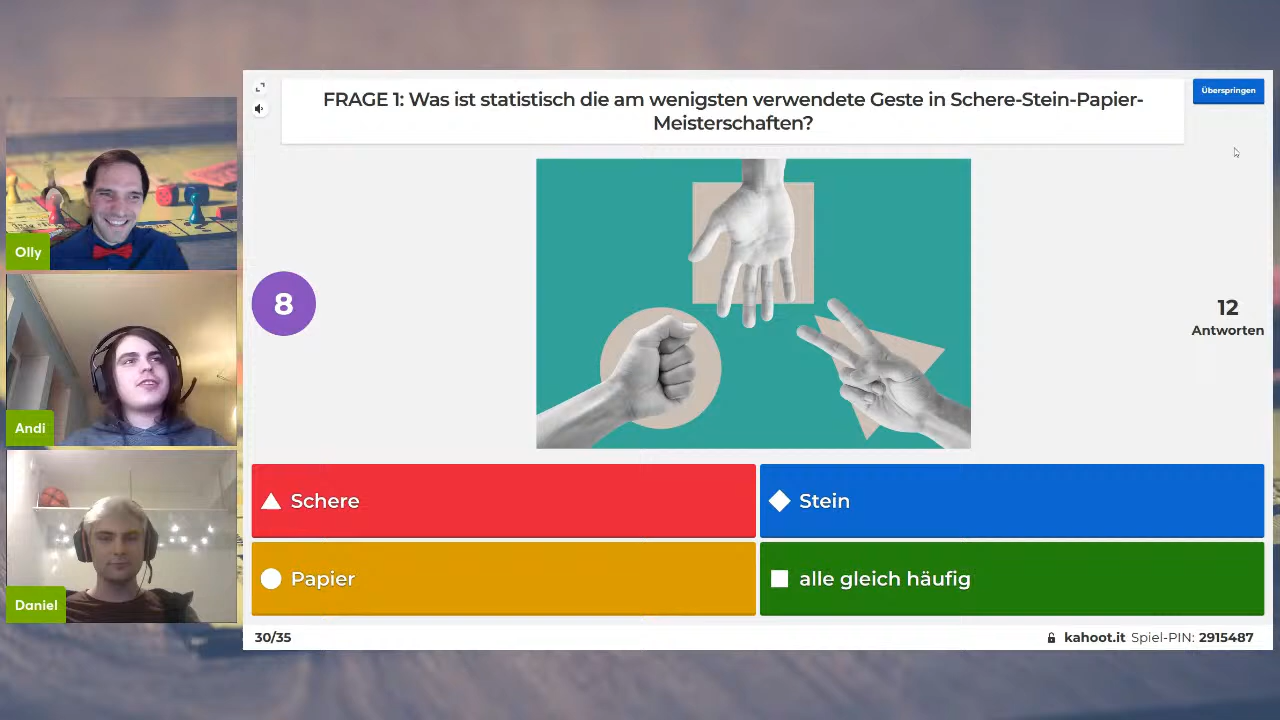 FRAGE 1: Was ist statistisch die am wenigsten verwendete Geste in Schere-Stein-Papier-
Meisterschaften?
Überspringen
Olly
8
12
Antworten
Andi
Schere
Stein
Papier
alle gleich häufig
Daniel
30/35
kahoot.it Spiel-PIN: 2915487